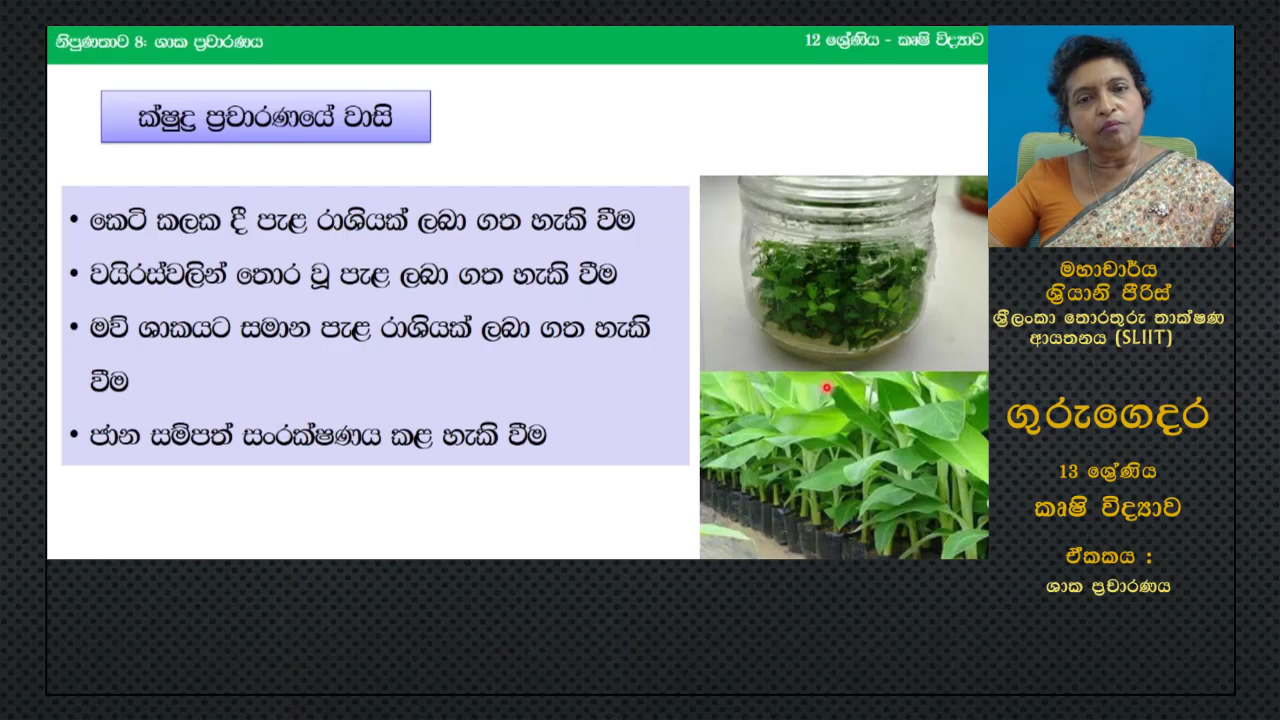 නිපුණතාව 8: ශාක ප්‍රචාරණය
12 ශ්‍රේණිය - කෘෂි විද්‍යාව
ක්ෂුද්‍ර ප්‍රචාරණයේ වාසි
• කෙටි කලක දී පැළ රාශියක් ලබා ගත හැකි වීම
• වයිරස්වලින් තොර වූ පැළ ලබා ගත හැකි වීම
• මව් ශාකයට සමාන පැළ රාශියක් ලබා ගත හැකි
වීම
• ජාන සම්පත් සංරක්ෂණය කළ හැකි වීම
මහාචාර්ය
ශ්‍රියානි පීරිස්
ශ්‍රීලංකා තොරතුරු තාක්ෂණ
ආයතනය (SLIIT)
ගුරුගෙදර
13 ශ්‍රේණිය
කෘෂි විද්‍යාව
ඒකකය :
ශාක ප්‍රචාරණය